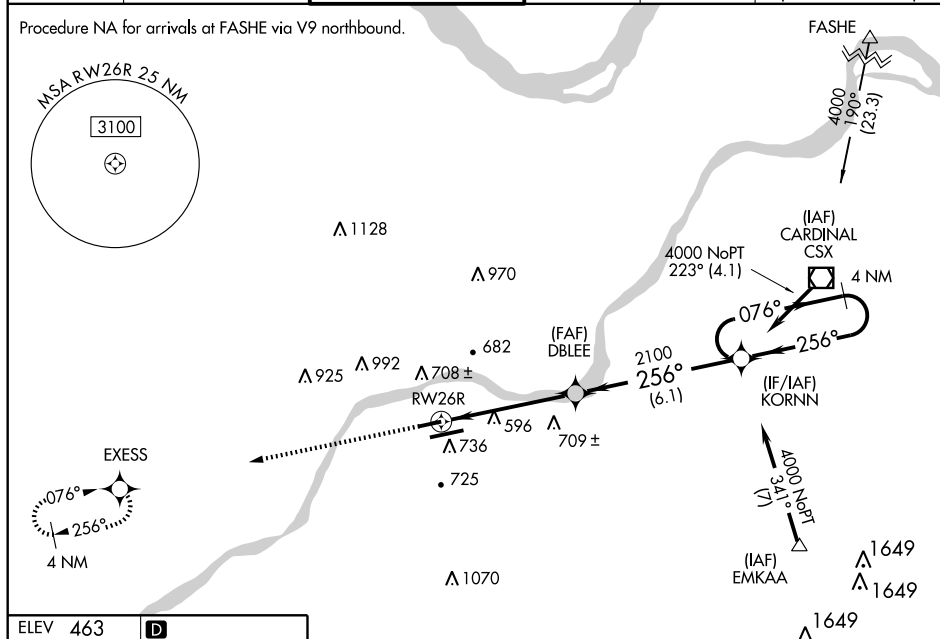 Procedure NA for arrivals at FASHE via V9 northbound.
FASHE
MSA RW26R 25 NM
3100
4000
190°
(23.3)
1128
(IAF)
CARDINAL
CSX
4000 NoPT
223° (4.1)
4 NM
970
076°
256°
(FAF)
DBLEE
682
2100
256°
(6.1)
992
925
708 ±
(IF/IAF)
KORNN
RW26R
596
709 ±
736
EXESS
725
4000 NoPT
341°
(7)
076°
256°
4 NM
(IAF)
EMKAA
1649
1649
1070
1649
ELEV 463
D